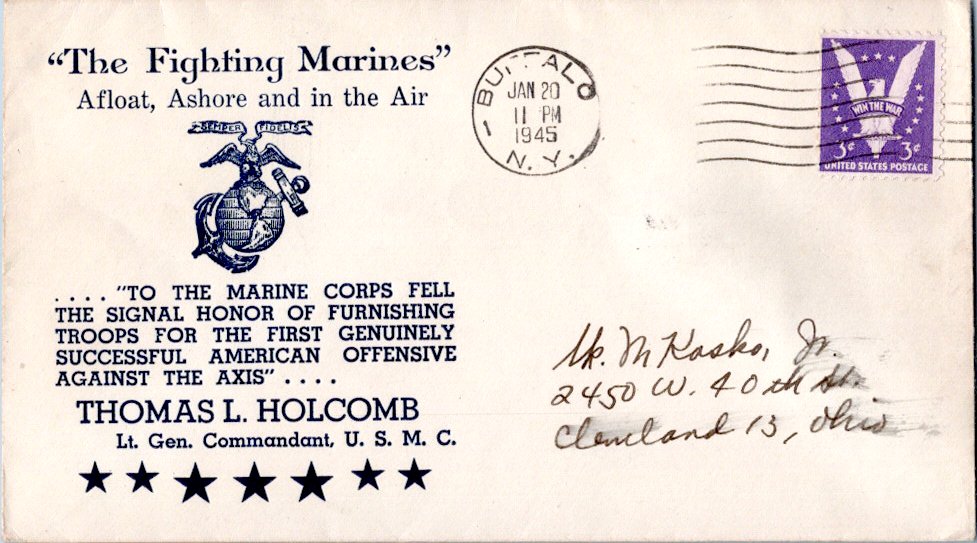 “The Fighting Marines”
Afloat, Ashore and in the Air
SEMPER FIDELIS
. . . . "TO THE MARINE CORPS FELL
THE SIGNAL HONOR OF FURNISHING
TROOPS FOR THE FIRST GENUINELY
SUCCESSFUL AMERICAN OFFENSIVE
AGAINST THE AXIS" . . . .
THOMAS L. HOLCOMB
Lt. Gen. Commandant, U. S. M. C.
BUFFALO
JAN 20
11 PM
1945
N.Y.
1
WIN THE WAR
3¢ 3¢
UNITED STATES POSTAGE
M Kasko, Jr.
2450 W. 40th St.
Cleveland 13, Ohio